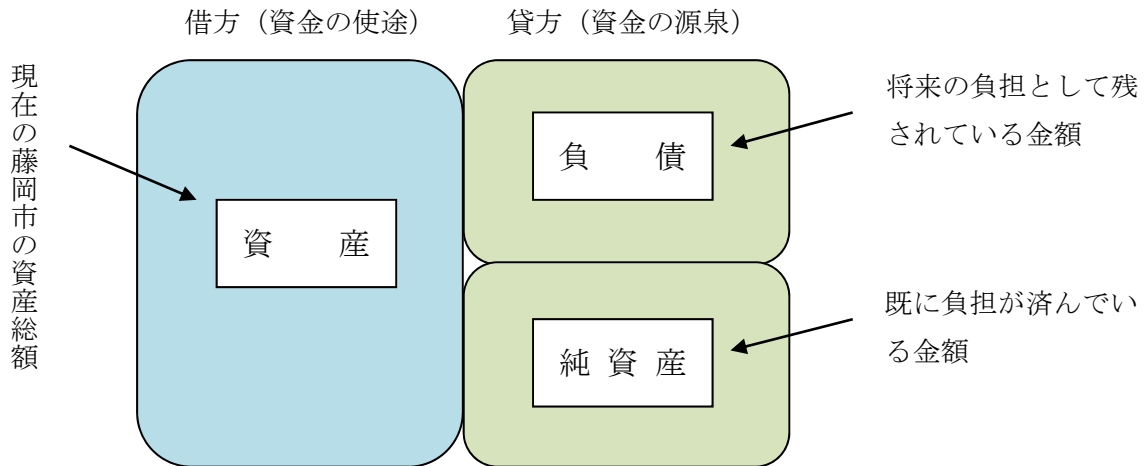 借方（資金の使途）
貸方（資金の源泉）
現在の藤岡市の資産総額
資　産
負　債
将来の負担として残
されている金額
純資産
既に負担が済んでい
る金額